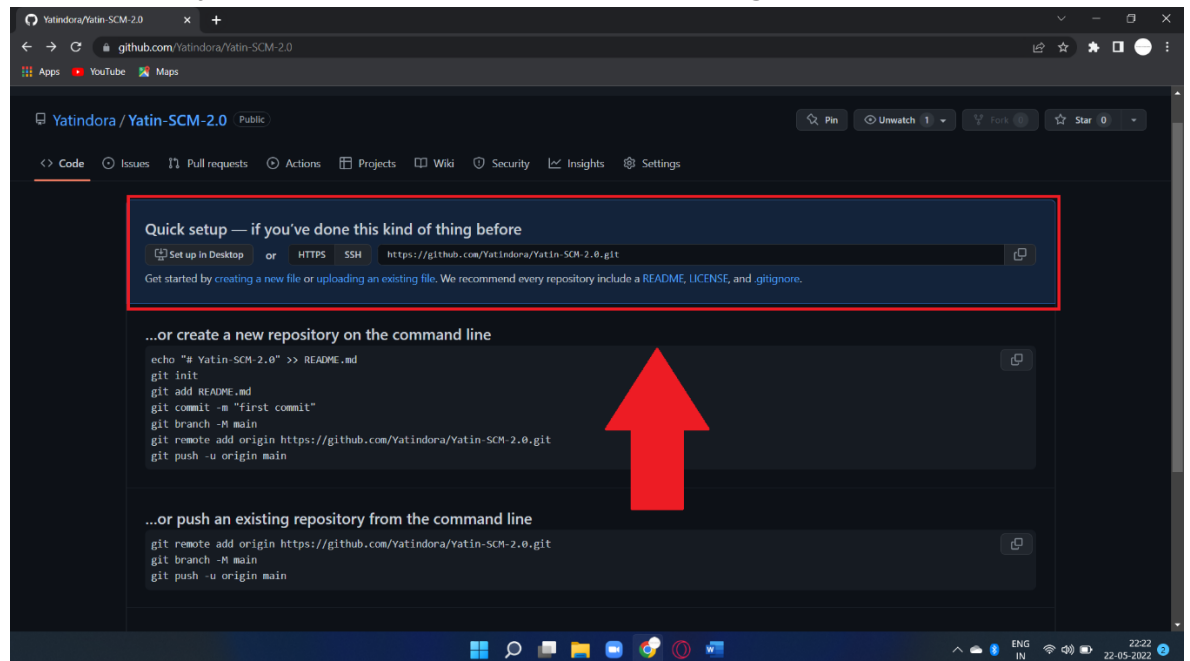 Yatindora/Yatin-SCM-2.0
github.com/Yatindora/Yatin-SCM-2.0
Apps YouTube Maps
Yatindora / Yatin-SCM-2.0 Public
Pin Unwatch 1 Fork 0 Star 0
Code Issues Pull requests Actions Projects Wiki Security Insights Settings
Quick setup — if you've done this kind of thing before
Set up in Desktop or HTTPS SSH https://github.com/Yatindora/Yatin-SCM-2.0.git
Get started by creating a new file or uploading an existing file. We recommend every repository include a README, LICENSE, and .gitignore.
...or create a new repository on the command line
echo "# Yatin-SCM-2.0" >> README.md
git init
git add README.md
git commit -m "first commit"
git branch -M main
git remote add origin https://github.com/Yatindora/Yatin-SCM-2.0.git
git push -u origin main
...or push an existing repository from the command line
git remote add origin https://github.com/Yatindora/Yatin-SCM-2.0.git
git branch -M main
git push -u origin main
ENG 22:22
IN 22-05-2022 2